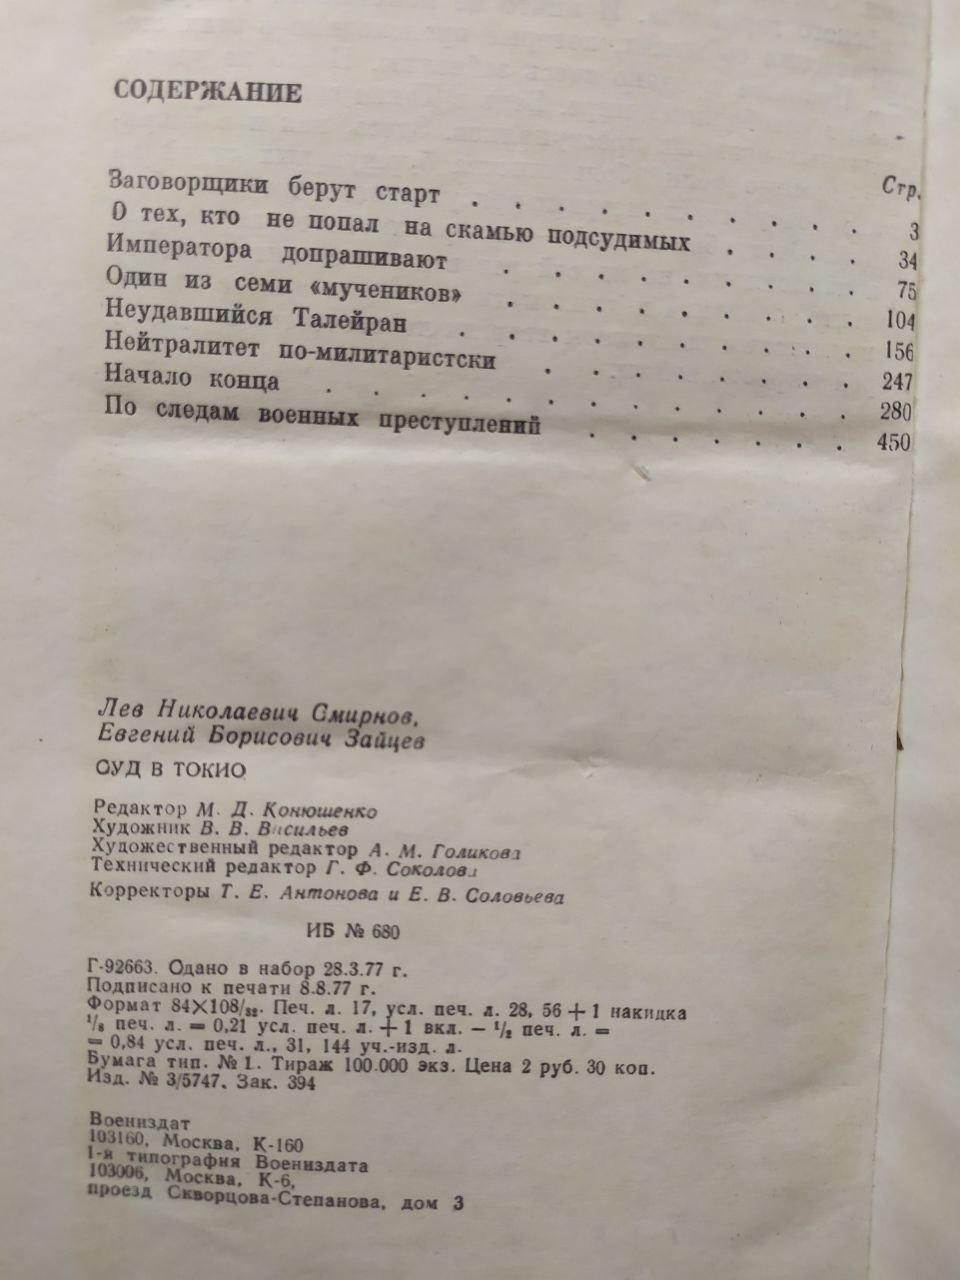 СОДЕРЖАНИЕ
Стр.
Заговорщики берут старт . . . . . . . . . . 3
О тех, кто не попал на скамью подсудимых . . . . 34
Императора допрашивают . . . . . . . . . 75
Один из семи «мучеников» . . . . . . . . . 104
Неудавшийся Талейран . . . . . . . . . . 156
Нейтралитет по-милитаристски . . . . . . . . 247
Начало конца . . . . . . . . . . . . . 280
По следам военных преступлений . . . . . . . 450
Лев Николаевич Смирнов,
Евгений Борисович Зайцев
СУД В ТОКИО
Редактор М. Д. Конюшенко
Художник В. В. Васильев
Художественный редактор А. М. Голикова
Технический редактор Г. Ф. Соколова
Корректоры Т. Е. Антонова и Е. В. Соловьева
ИБ № 680
Г-92663. Сдано в набор 28.3.77 г.
Подписано к печати 8.8.77 г.
Формат 84×108/₃₂. Печ. л. 17, усл. печ. л. 28, 56 + 1 накидка
¹/₈ печ. л. = 0,21 усл. печ. л. + 1 вкл. — ¹/₂ печ. л. =
= 0,84 усл. печ. л., 31, 144 уч.-изд. л.
Бумага тип. № 1. Тираж 100.000 экз. Цена 2 руб. 30 коп.
Изд. № 3/5747. Зак. 394
Воениздат
103160, Москва, К-160
1-я типография Воениздата
103006, Москва, К-6,
проезд Скворцова-Степанова, дом 3